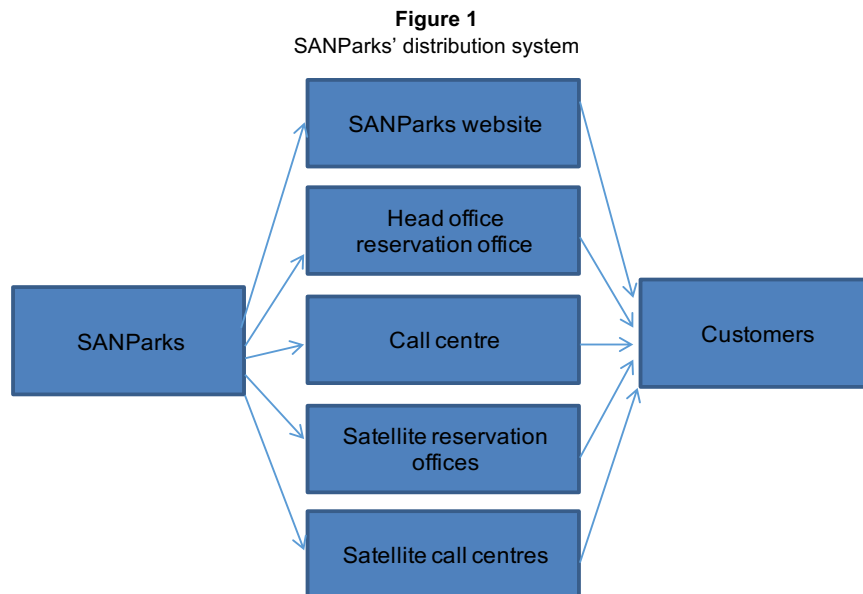 Figure 1
SANParks’ distribution system
SANParks website
Head office
reservation office
SANParks
Call centre
Customers
Satellite reservation
offices
Satellite call centres